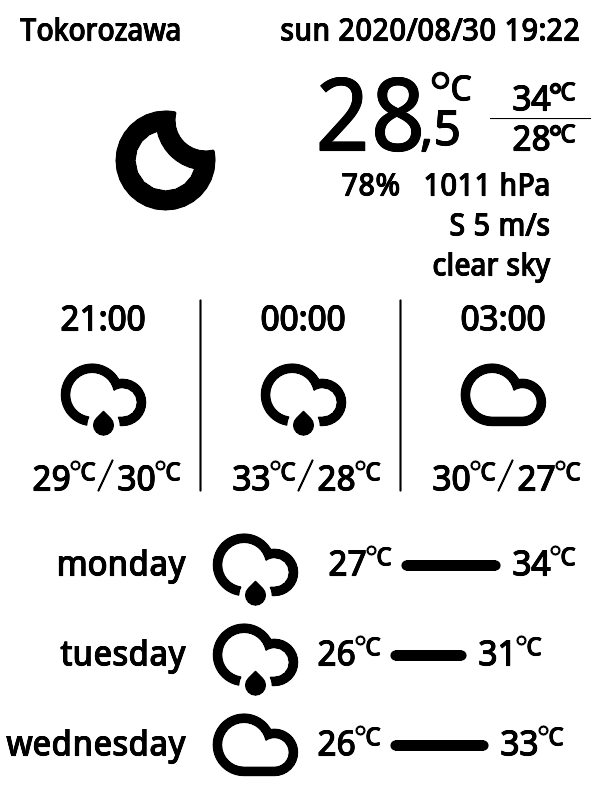 Tokorozawa sun 2020/08/30 19:22
28,5°C 34°C
28°C
78% 1011 hPa
S 5 m/s
clear sky
21:00 00:00 03:00
29°C/30°C 33°C/28°C 30°C/27°C
monday 27°C 34°C
tuesday 26°C 31°C
wednesday 26°C 33°C